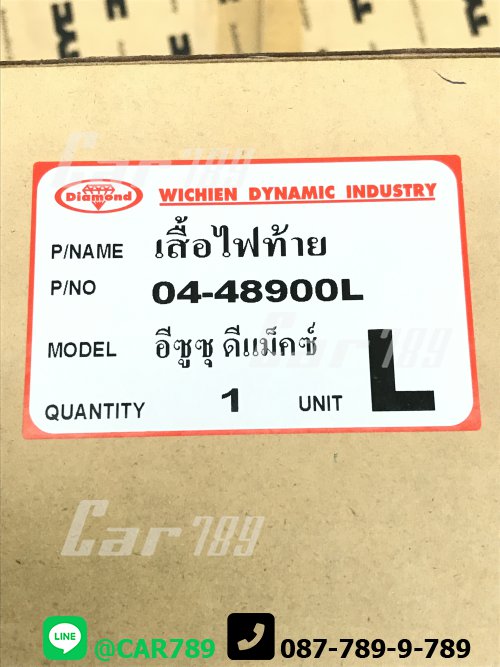 TYC
Car 789
Diamond WICHIEN DYNAMIC INDUSTRY
P/NAME เสื้อไฟท้าย
P/NO 04-48900L
MODEL อีซูซุ ดีแม็คซ์
Car 789
QUANTITY 1 UNIT L
Car 789
LINE @CAR789 087-789-9-789